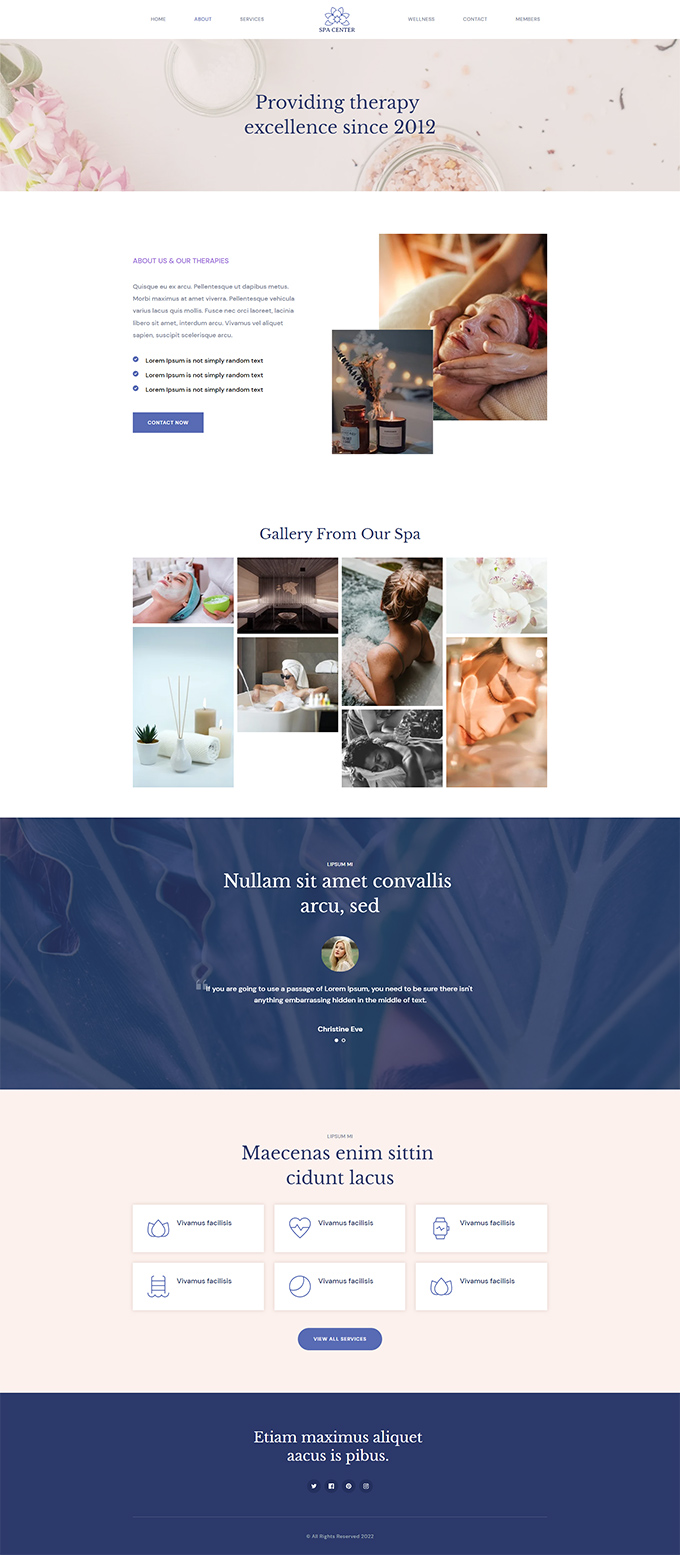 HOME
ABOUT
SERVICES
SPA CENTER
WELLNESS
CONTACT
MEMBERS
Providing therapy
excellence since 2012
ABOUT US & OUR THERAPIES
Quisque eu ex arcu. Pellentesque ut dapibus metus.
Morbi maximus at amet viverra. Pellentesque vehicula
varius lacus quis mollis. Fusce nec orci laoreet, lacinia
libero sit amet, interdum arcu. Vivamus vel aliquet
sapien, suscipit scelerisque arcu.
Lorem Ipsum is not simply random text
Lorem Ipsum is not simply random text
Lorem Ipsum is not simply random text
CONTACT NOW
Gallery From Our Spa
LIPSUM MI
Nullam sit amet convallis
arcu, sed
If you are going to use a passage of Lorem Ipsum, you need to be sure there isn't
anything embarrassing hidden in the middle of text.
Christine Eve
LIPSUM MI
Maecenas enim sittin
cidunt lacus
Vivamus facilisis
Vivamus facilisis
Vivamus facilisis
Vivamus facilisis
Vivamus facilisis
Vivamus facilisis
VIEW ALL SERVICES
Etiam maximus aliquet
aacus is pibus.
© All Rights Reserved 2022